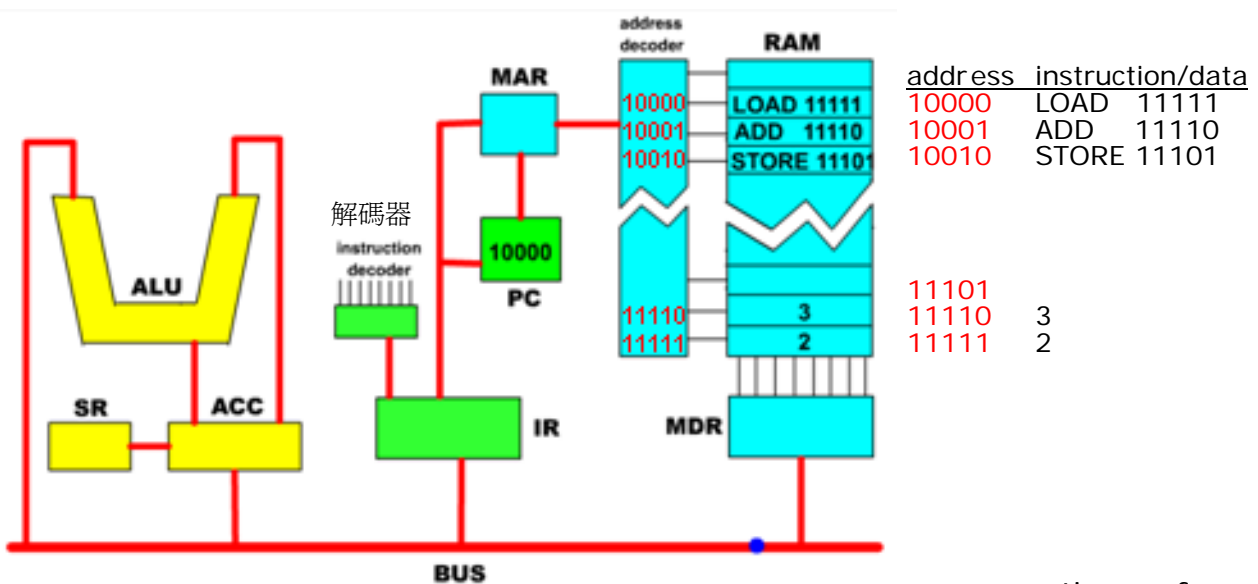 address
decoder
RAM
MAR
10000
LOAD 11111
10001
ADD 11110
10010
STORE 11101
解碼器
instruction
decoder
10000
PC
ALU
11110
3
11111
2
SR
ACC
IR
MDR
BUS
address instruction/data
10000 LOAD 11111
10001 ADD 11110
10010 STORE 11101
11101
11110 3
11111 2